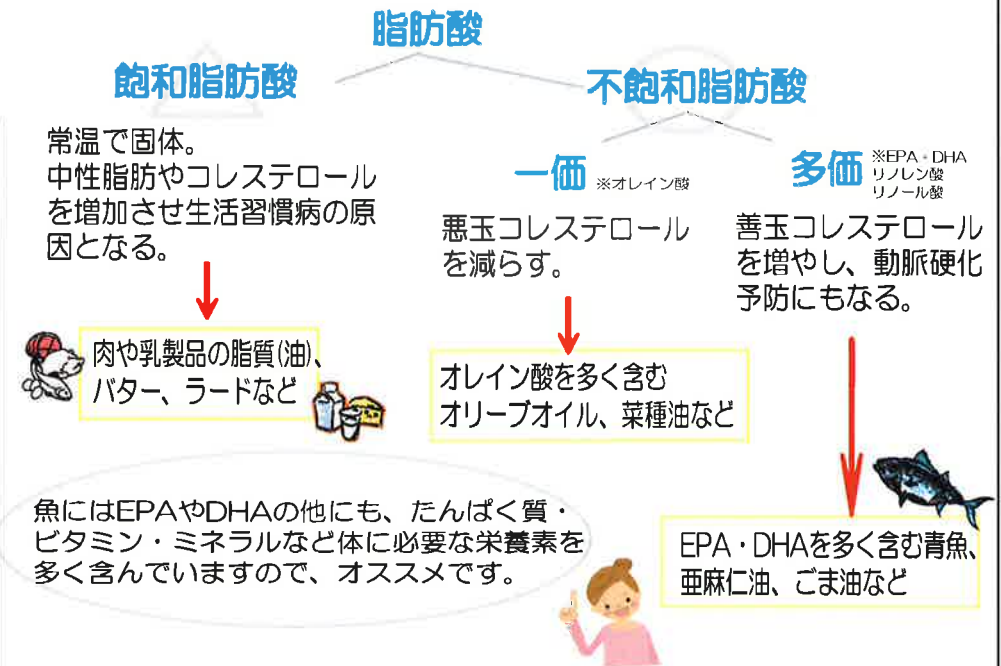 脂肪酸
飽和脂肪酸
常温で固体。
中性脂肪やコレステロール
を増加させ生活習慣病の原
因となる。
肉や乳製品の脂質(油)、
バター、ラードなど
不飽和脂肪酸
一価 ※オレイン酸
悪玉コレステロール
を減らす。
オレイン酸を多く含む
オリーブオイル、菜種油など
多価 ※EPA・DHA
リノレン酸
リノール酸
善玉コレステロール
を増やし、動脈硬化
予防にもなる。
EPA・DHAを多く含む青魚、
亜麻仁油、ごま油など
魚にはEPAやDHAの他にも、たんぱく質・
ビタミン・ミネラルなど体に必要な栄養素を
多く含んでいますので、オススメです。